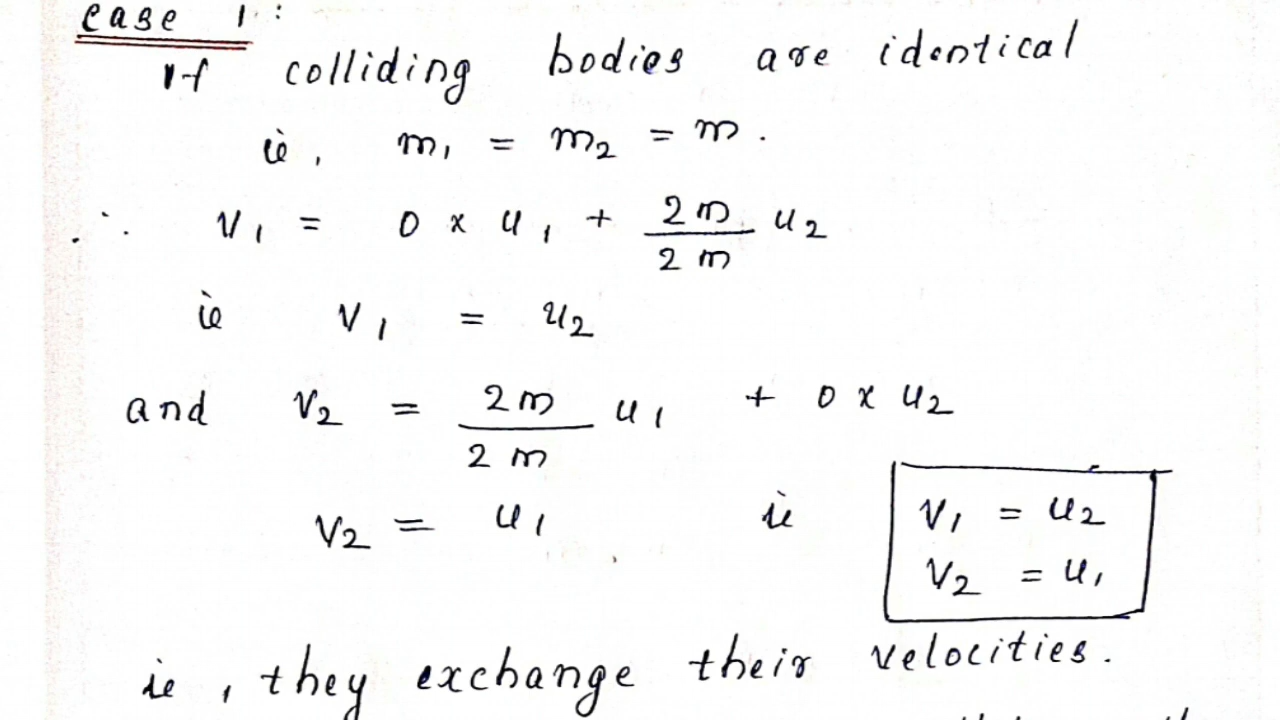 case 1 :
If colliding bodies are identical
ie, m₁ = m₂ = m.
∴ v₁ = 0 x u₁ + 2m/2m u₂
ie v₁ = u₂
and v₂ = 2m/2m u₁ + 0 x u₂
v₂ = u₁ ie v₁ = u₂
v₂ = u₁
ie, they exchange their velocities.